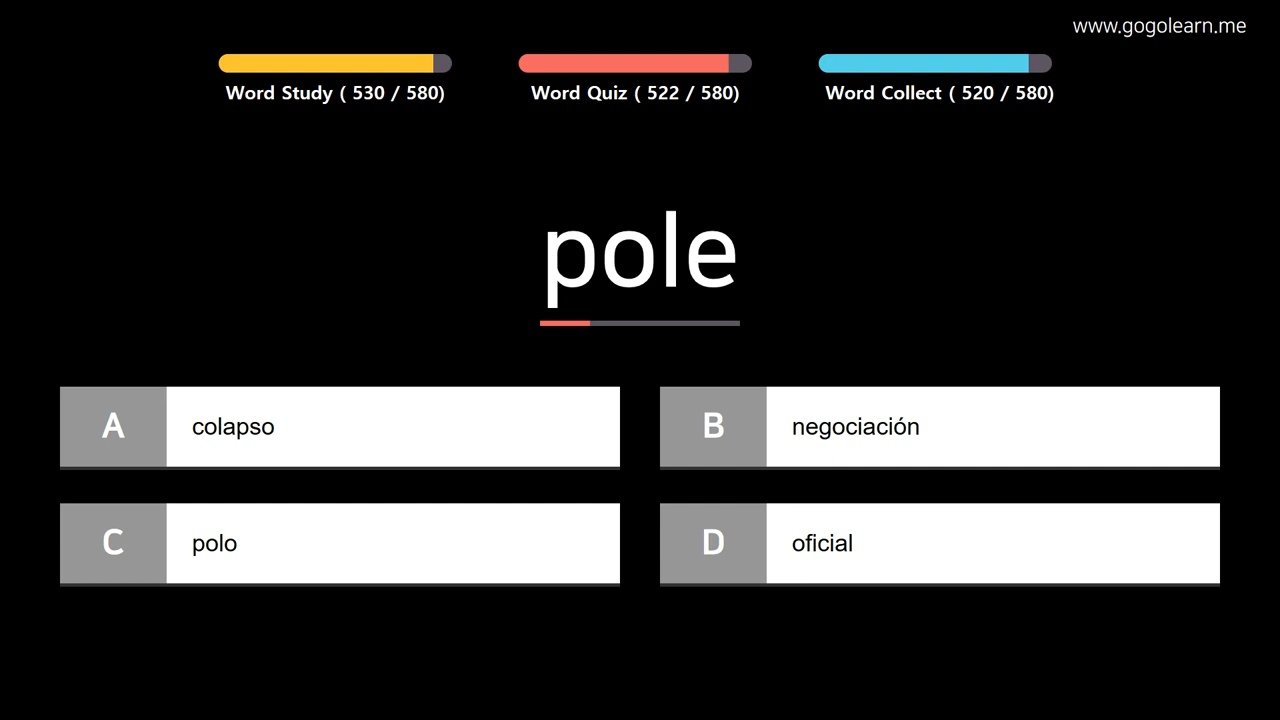 www.gogolearn.me
Word Study ( 530 / 580)
Word Quiz ( 522 / 580)
Word Collect ( 520 / 580)
pole
A colapso
B negociación
C polo
D oficial